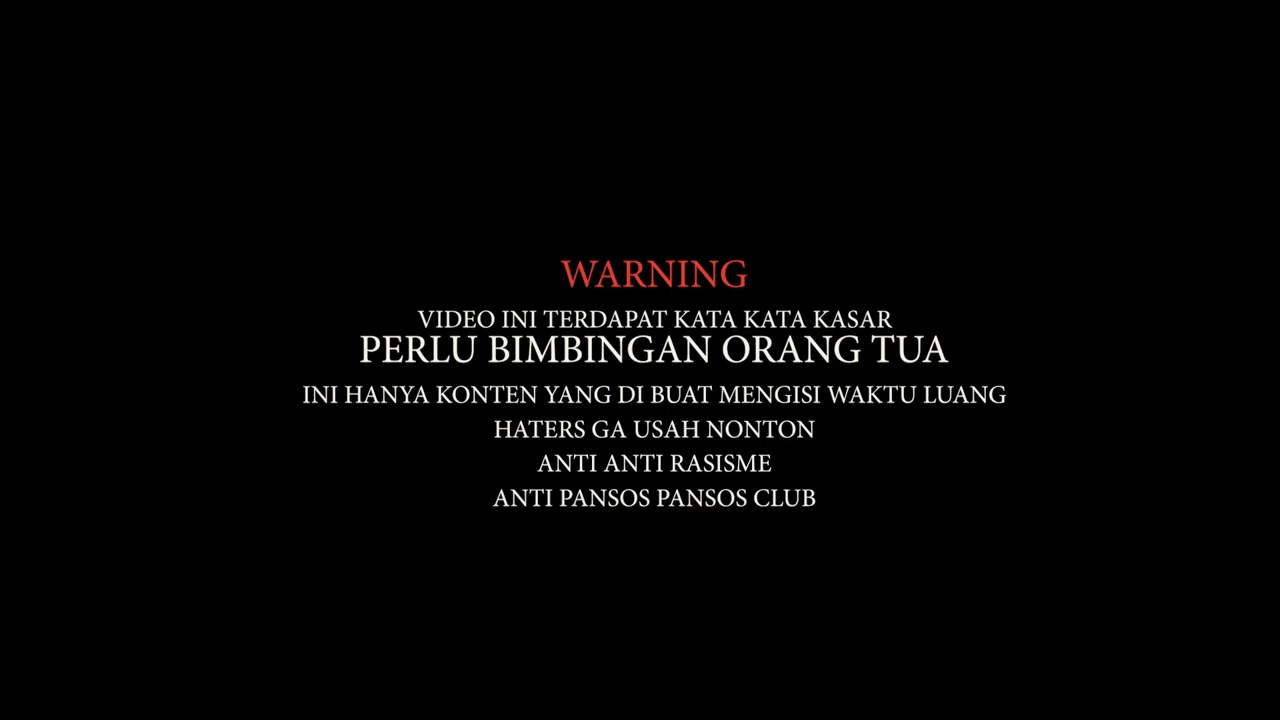 WARNING
VIDEO INI TERDAPAT KATA KATA KASAR
PERLU BIMBINGAN ORANG TUA
INI HANYA KONTEN YANG DI BUAT MENGISI WAKTU LUANG
HATERS GA USAH NONTON
ANTI ANTI RASISME
ANTI PANSOS PANSOS CLUB